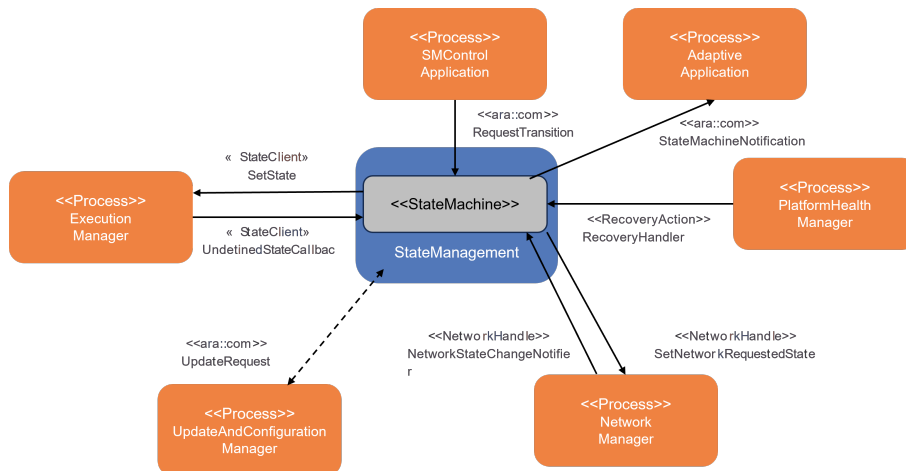 <<Process>>
SMControl
Application
<<Process>>
Adaptive
Application
<<ara::com>>
RequestTransition
<<ara::com>>
StateMachineNotification
« StateClient»
SetState
<<Process>>
Execution
Manager
<<StateMachine>>
StateManagement
<<Process>>
PlatformHealth
Manager
<<RecoveryAction>>
RecoveryHandler
« StateClient»
UndetinedStateCallbac
<<ara::com>>
UpdateRequest
<<NetworkHandle>>
NetworkStateChangeNotifie
r
<<NetworkHandle>>
SetNetworkRequestedState
<<Process>>
UpdateAndConfiguration
Manager
<<Process>>
Network
Manager